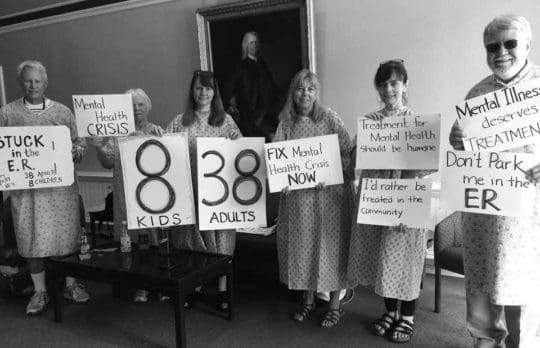 STUCK
in the
E.R.
38 Adults
8 CHILDREN
Mental Health
CRISIS
8
KIDS
38
ADULTS
FIX Mental
Health Crisis
NOW
Treatment for
Mental Health
should be humane
I'd rather be
treated in the
Community
Mental Illness
deserves
TREATMENT
Don't Park
me in the
ER